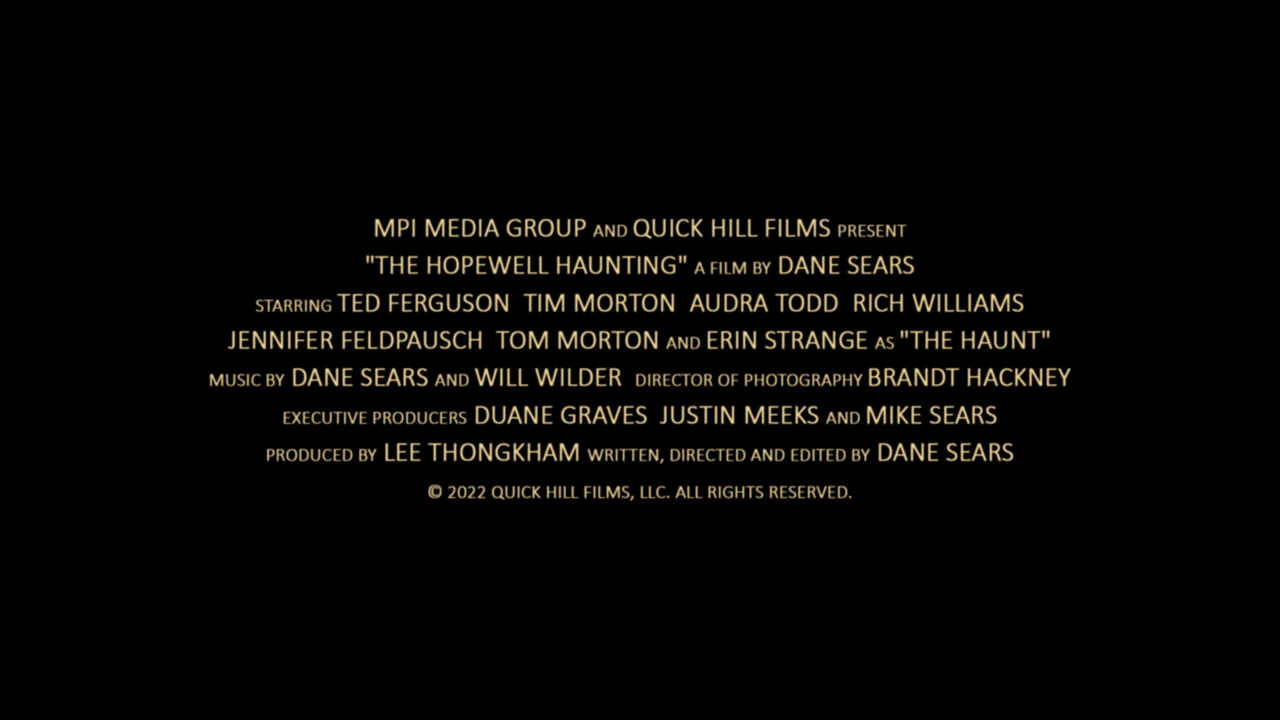 MPI MEDIA GROUP AND QUICK HILL FILMS PRESENT
"THE HOPEWELL HAUNTING" A FILM BY DANE SEARS
STARRING TED FERGUSON TIM MORTON AUDRA TODD RICH WILLIAMS
JENNIFER FELDPAUSCH TOM MORTON AND ERIN STRANGE AS "THE HAUNT"
MUSIC BY DANE SEARS AND WILL WILDER DIRECTOR OF PHOTOGRAPHY BRANDT HACKNEY
EXECUTIVE PRODUCERS DUANE GRAVES JUSTIN MEEKS AND MIKE SEARS
PRODUCED BY LEE THONGKHAM WRITTEN, DIRECTED AND EDITED BY DANE SEARS
© 2022 QUICK HILL FILMS, LLC. ALL RIGHTS RESERVED.